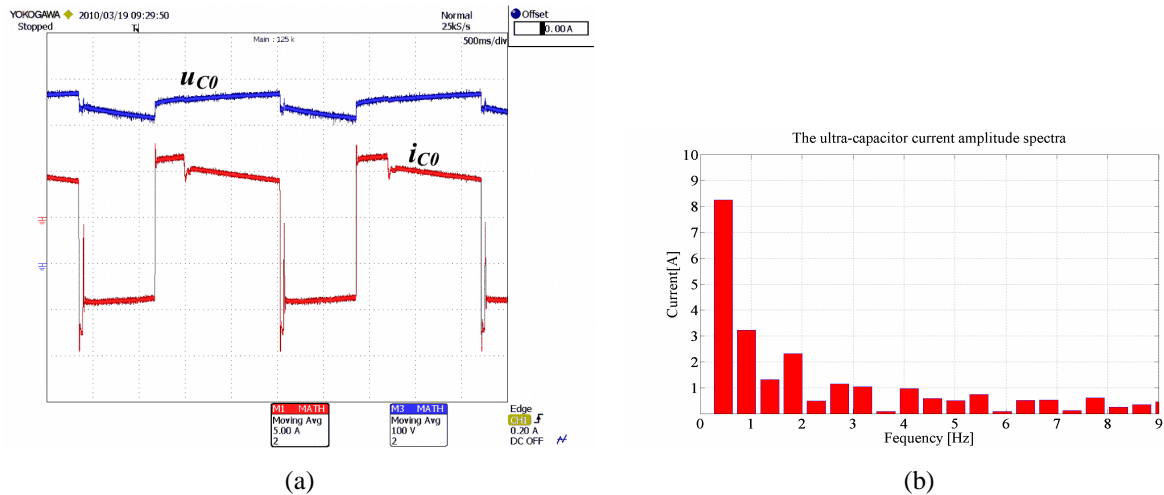 YOKOGAWA 2010/03/19 09:29:50
Stopped
Normal
25kS/s
500ms/div
Main : 125 k
Offset
0.00 A
uC0
iC0
M1 MATH
Moving Avg
5.00 A
2
M3 MATH
Moving Avg
100 V
2
Edge
CH1
0.20 A
DC OFF
(a)
The ultra-capacitor current amplitude spectra
Current[A]
10
9
8
7
6
5
4
3
2
1
0 1 2 3 4 5 6 7 8 9
Fequency [Hz]
(b)